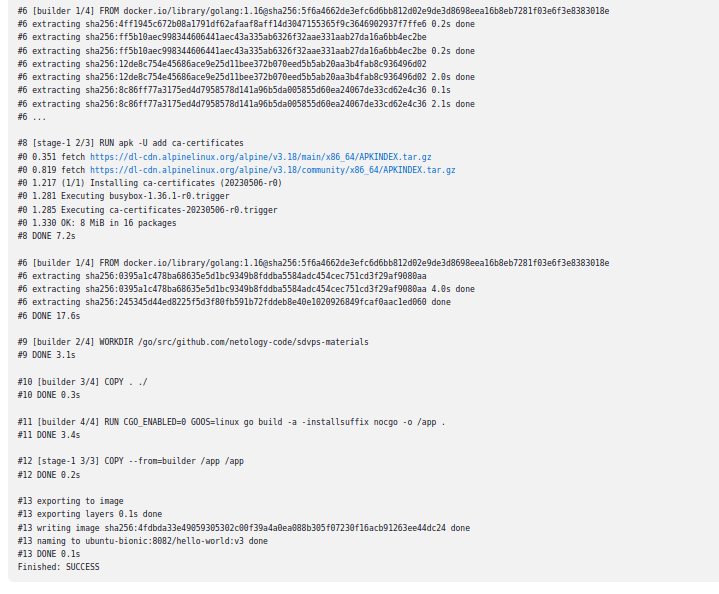 #6 [builder 1/4] FROM docker.io/library/golang:1.16@sha256:5f6a4662de3efc6d6bb812d02e9de3d8698eea16b8eb7281f03e6f3e8383018e
#6 extracting sha256:4ff1945c672b08a1791df62afaaf8aff14d3047155365f9c3646902937f7ffe6 0.2s done
#6 extracting sha256:ff5b10aec998344606441aec43a335ab6326f32aae331aab27da16a6bb4ec2be
#6 extracting sha256:ff5b10aec998344606441aec43a335ab6326f32aae331aab27da16a6bb4ec2be 0.2s done
#6 extracting sha256:12de8c754e45686ace9e25d11bee372b070eed5b5ab20aa3b4fab8c936496d02
#6 extracting sha256:12de8c754e45686ace9e25d11bee372b070eed5b5ab20aa3b4fab8c936496d02 2.0s done
#6 extracting sha256:8c86ff77a3175ed4d7958578d141a96b5da005855d60ea24067de33cd62e4c36 0.1s
#6 extracting sha256:8c86ff77a3175ed4d7958578d141a96b5da005855d60ea24067de33cd62e4c36 2.1s done
#6 ...
#8 [stage-1 2/3] RUN apk -U add ca-certificates
#0 0.351 fetch https://dl-cdn.alpinelinux.org/alpine/v3.18/main/x86_64/APKINDEX.tar.gz
#0 0.819 fetch https://dl-cdn.alpinelinux.org/alpine/v3.18/community/x86_64/APKINDEX.tar.gz
#0 1.217 (1/1) Installing ca-certificates (20230506-r0)
#0 1.281 Executing busybox-1.36.1-r0.trigger
#0 1.285 Executing ca-certificates-20230506-r0.trigger
#0 1.330 OK: 8 MiB in 16 packages
#8 DONE 7.2s
#6 [builder 1/4] FROM docker.io/library/golang:1.16@sha256:5f6a4662de3efc6d6bb812d02e9de3d8698eea16b8eb7281f03e6f3e8383018e
#6 extracting sha256:0395a1c478ba68635e5d1bc9349b8fddba5584adc454cec751cd3f29af9080aa
#6 extracting sha256:0395a1c478ba68635e5d1bc9349b8fddba5584adc454cec751cd3f29af9080aa 4.0s done
#6 extracting sha256:245345d44ed8225f5d3f80fb591b72fddeb8e40e1020926849fcaf0aac1ed060 done
#6 DONE 17.6s
#9 [builder 2/4] WORKDIR /go/src/github.com/netology-code/sdvps-materials
#9 DONE 3.1s
#10 [builder 3/4] COPY . ./
#10 DONE 0.3s
#11 [builder 4/4] RUN CGO_ENABLED=0 GOOS=linux go build -a -installsuffix nocgo -o /app .
#11 DONE 3.4s
#12 [stage-1 3/3] COPY --from=builder /app /app
#12 DONE 0.2s
#13 exporting to image
#13 exporting layers 0.1s done
#13 writing image sha256:4fdbda33e49059305302c00f39a4a0ea088b305f07230f16acb91263ee44dc24 done
#13 naming to ubuntu-bionic:8082/hello-world:v3 done
#13 DONE 0.1s
Finished: SUCCESS